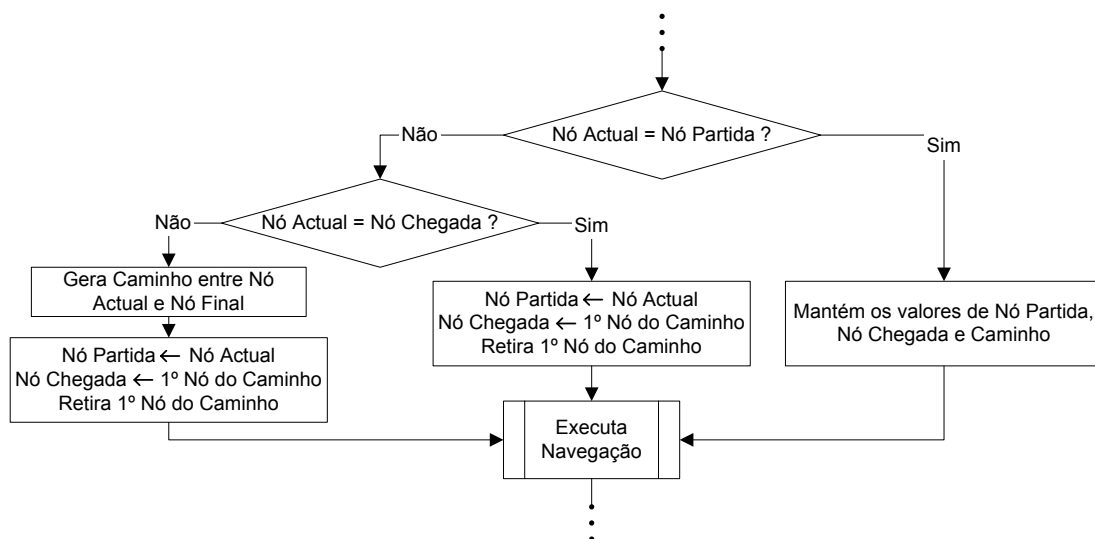 Nó Actual = Nó Partida ?
Não
Sim
Nó Actual = Nó Chegada ?
Não
Sim
Gera Caminho entre Nó
Actual e Nó Final
Nó Partida ← Nó Actual
Nó Chegada ← 1º Nó do Caminho
Retira 1º Nó do Caminho
Nó Partida ← Nó Actual
Nó Chegada ← 1º Nó do Caminho
Retira 1º Nó do Caminho
Mantém os valores de Nó Partida,
Nó Chegada e Caminho
Executa
Navegação